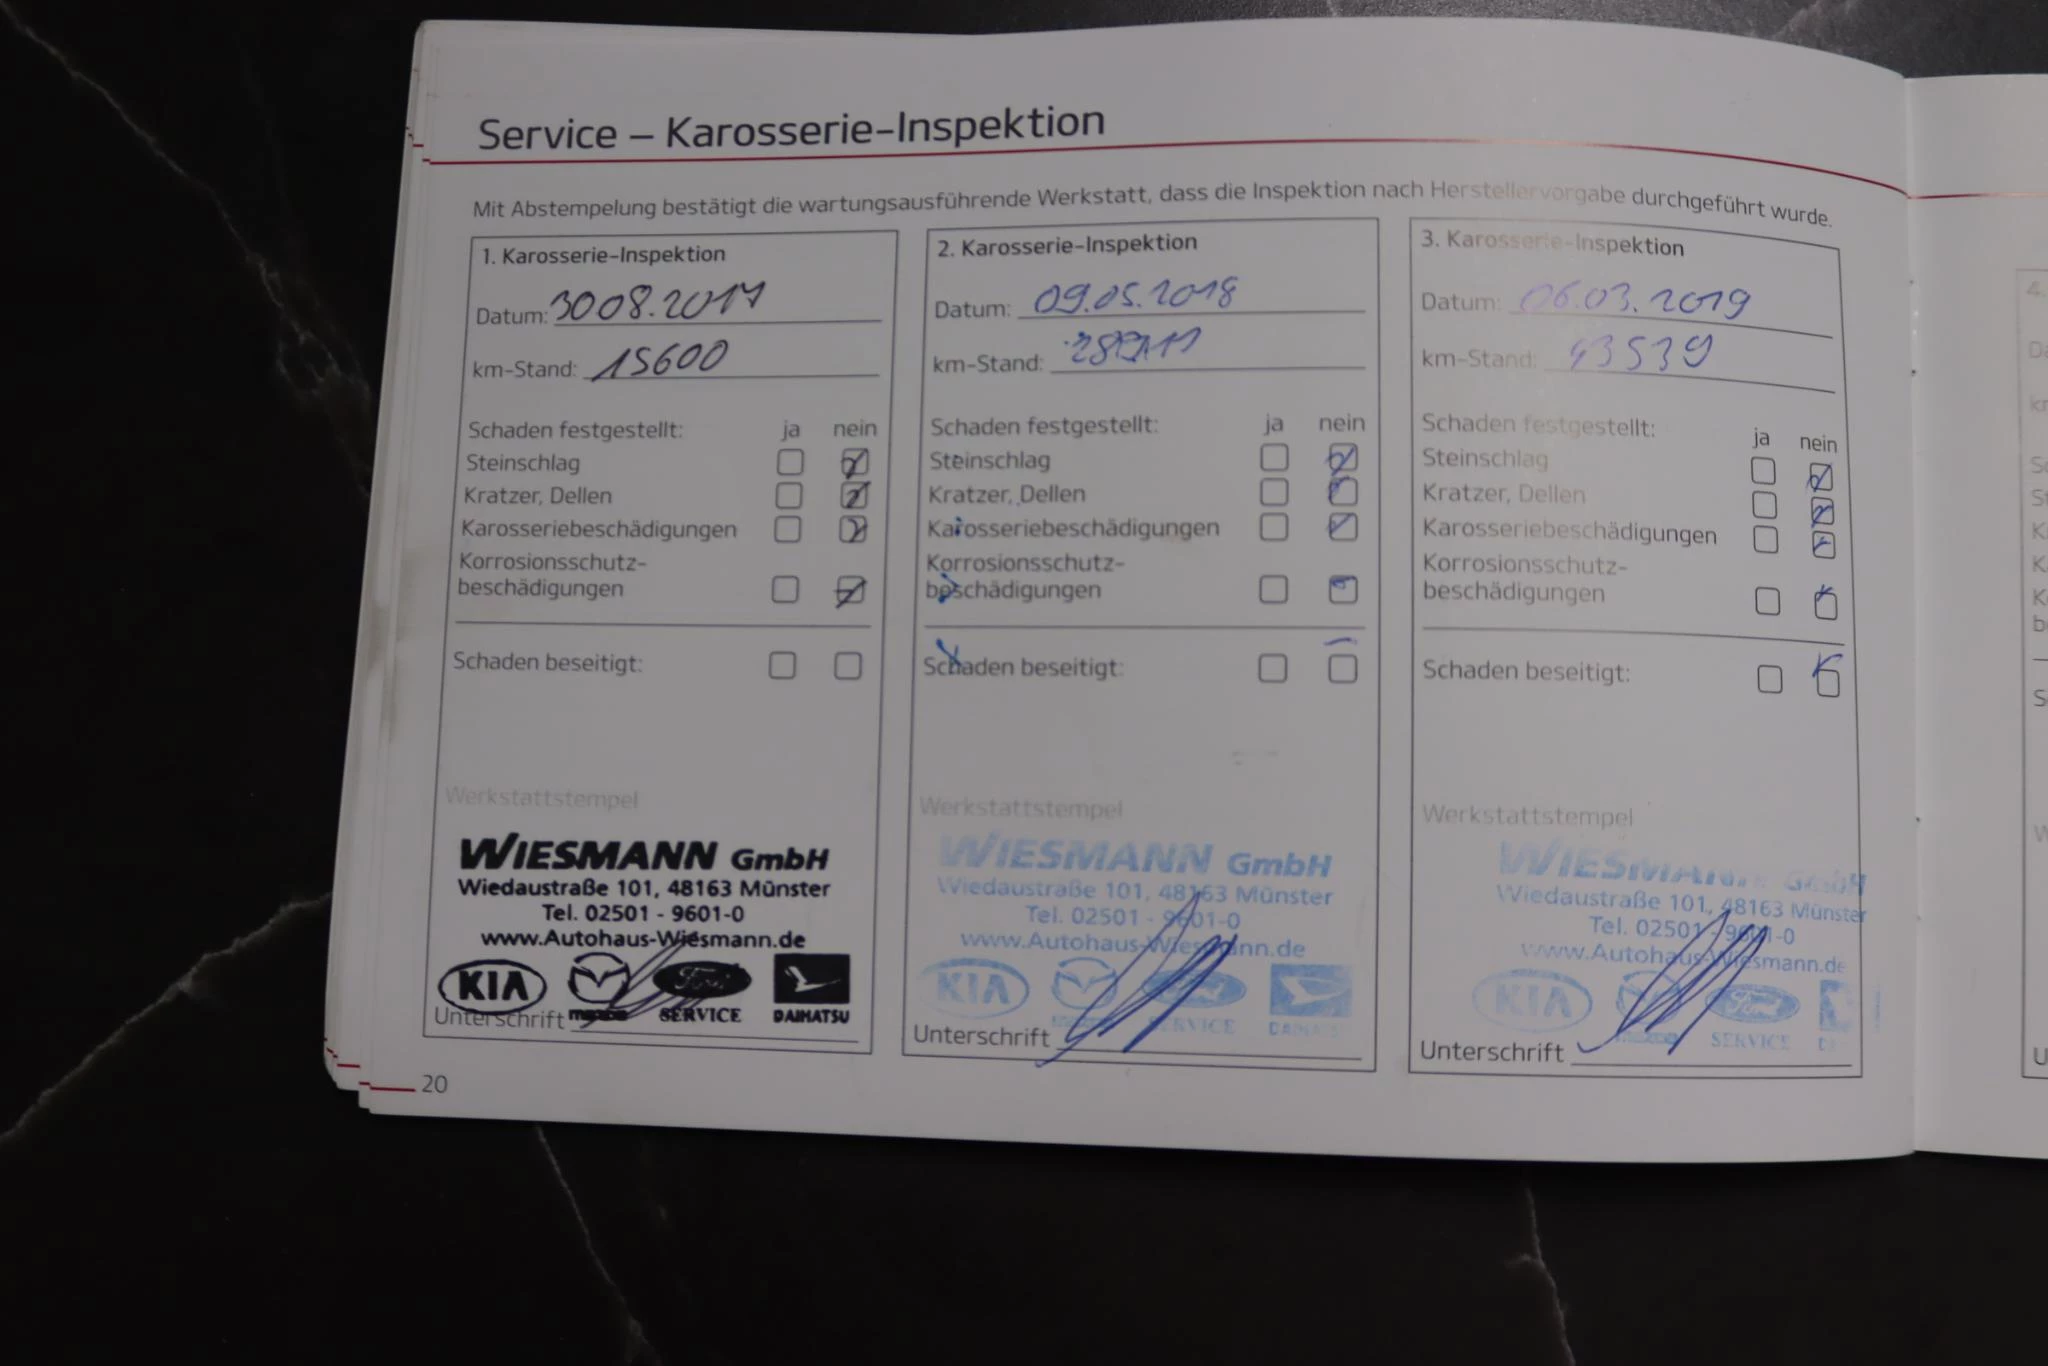 Service – Karosserie-Inspektion
Mit Abstempelung bestätigt die wartungsausführende Werkstatt, dass die Inspektion nach Herstellervorgabe durchgeführt wurde.
1. Karosserie-Inspektion
Datum: 30.08.2017
km-Stand: 15600
Schaden festgestellt: ja nein
Steinschlag
Kratzer, Dellen
Karosseriebeschädigungen
Korrosionsschutz-
beschädigungen
Schaden beseitigt:
Werkstattstempel
WIESMANN GmbH
Wiedaustraße 101, 48163 Münster
Tel. 02501 - 9601-0
www.Autohaus-Wiesmann.de
KIA mazda Ford SERVICE DAIHATSU
Unterschrift
2. Karosserie-Inspektion
Datum: 09.05.2018
km-Stand:
Schaden festgestellt: ja nein
Steinschlag
Kratzer, Dellen
Karosseriebeschädigungen
Korrosionsschutz-
beschädigungen
Schaden beseitigt:
Werkstattstempel
WIESMANN GmbH
Wiedaustraße 101, 48163 Münster
Tel. 02501 - 9601-0
www.Autohaus-Wiesmann.de
KIA SERVICE
Unterschrift
3. Karosserie-Inspektion
Datum: 06.03.2019
km-Stand: 43539
Schaden festgestellt: ja nein
Steinschlag
Kratzer, Dellen
Karosseriebeschädigungen
Korrosionsschutz-
beschädigungen
Schaden beseitigt:
Werkstattstempel
WIESMANN GmbH
Wiedaustraße 101, 48163 Münster
Tel. 02501 - 9601-0
www.Autohaus-Wiesmann.de
KIA Ford SERVICE
Unterschrift
20
4.